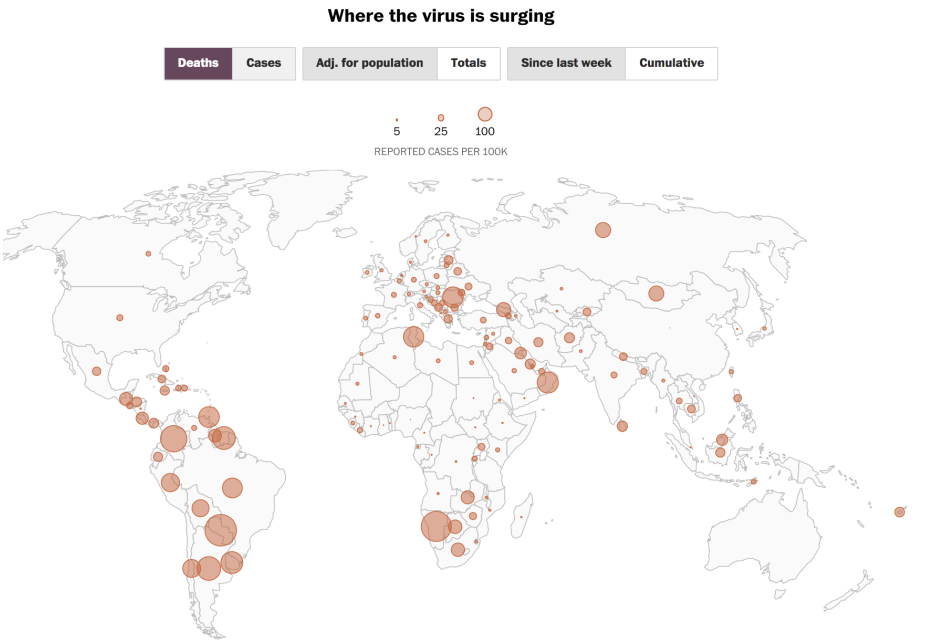 Where the virus is surging
Deaths Cases Adj. for population Totals Since last week Cumulative
5 25 100
REPORTED CASES PER 100K